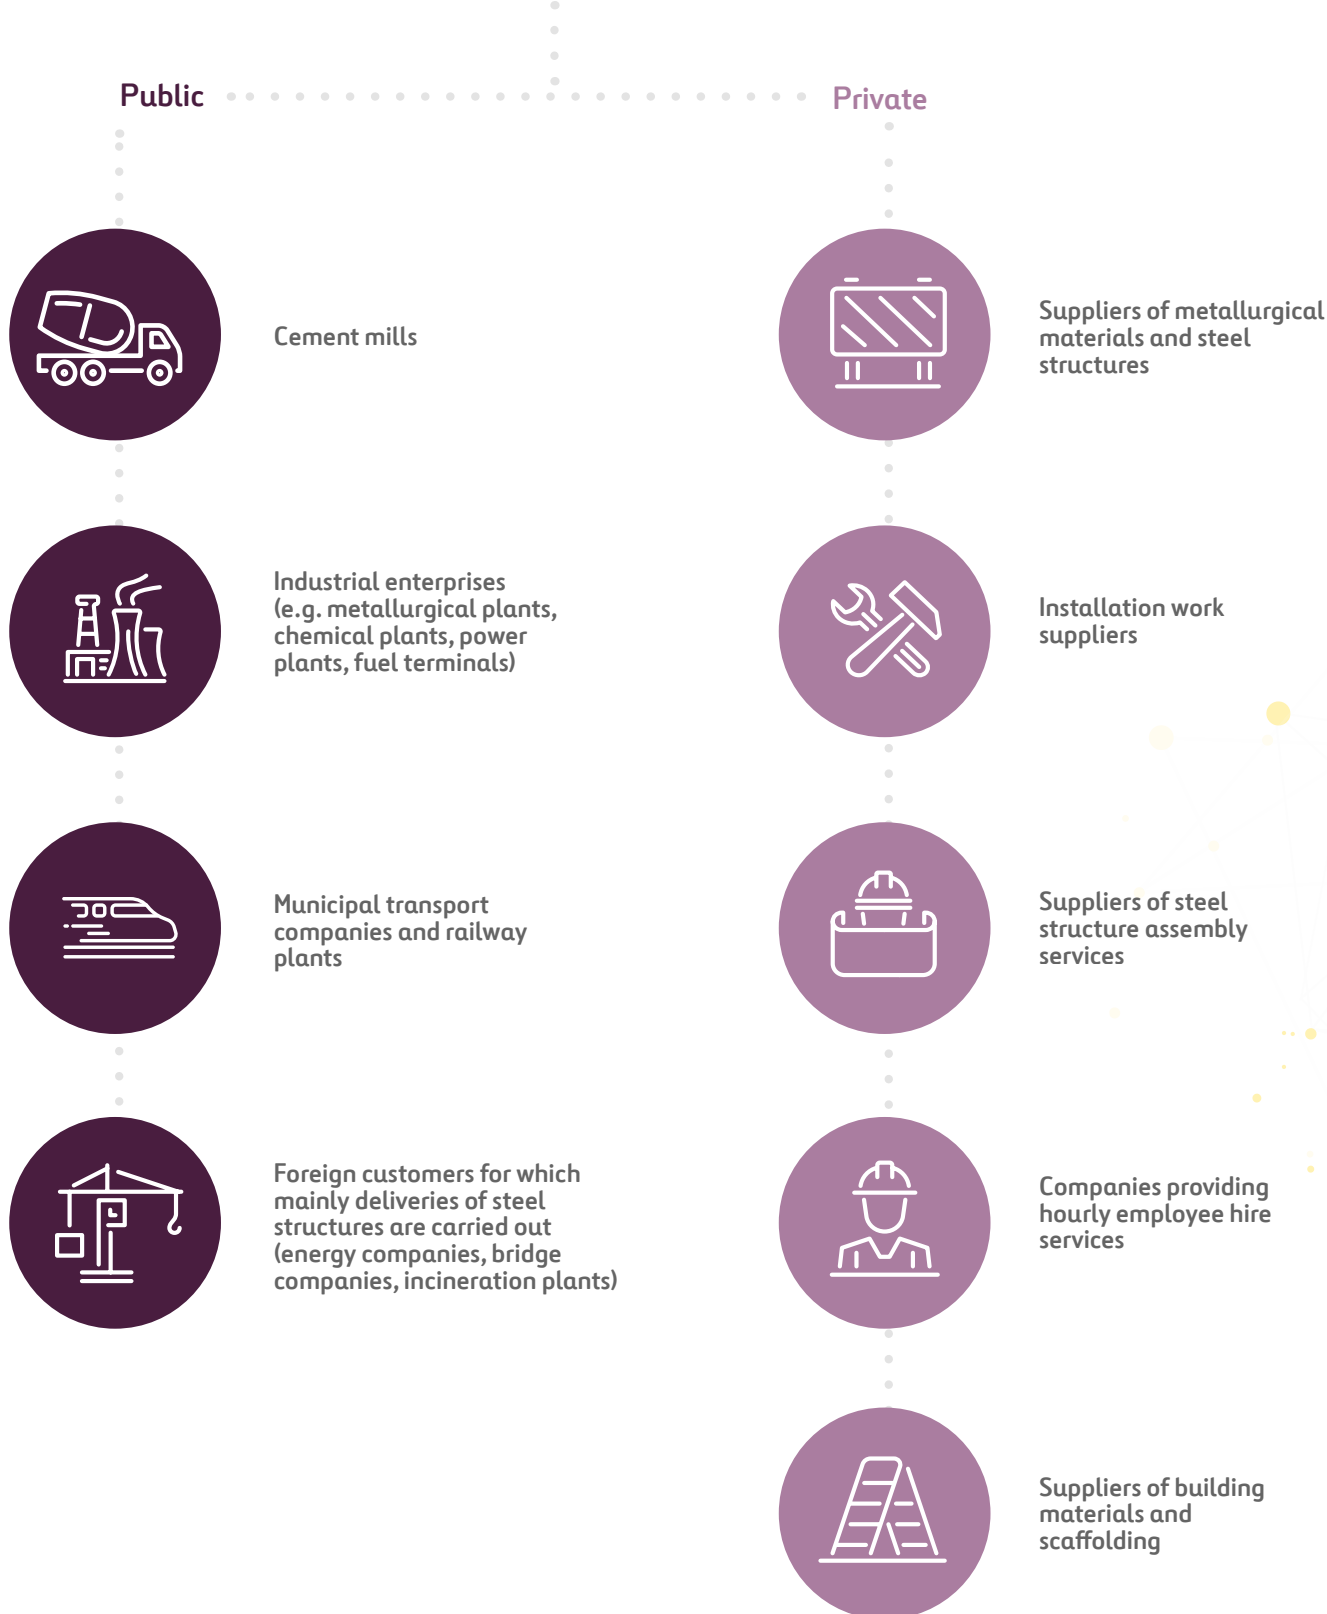 Public
Private
Cement mills
Industrial enterprises
(e.g. metallurgical plants,
chemical plants, power
plants, fuel terminals)
Municipal transport
companies and railway
plants
Foreign customers for which
mainly deliveries of steel
structures are carried out
(energy companies, bridge
companies, incineration plants)
Suppliers of metallurgical
materials and steel
structures
Installation work
suppliers
Suppliers of steel
structure assembly
services
Companies providing
hourly employee hire
services
Suppliers of building
materials and
scaffolding